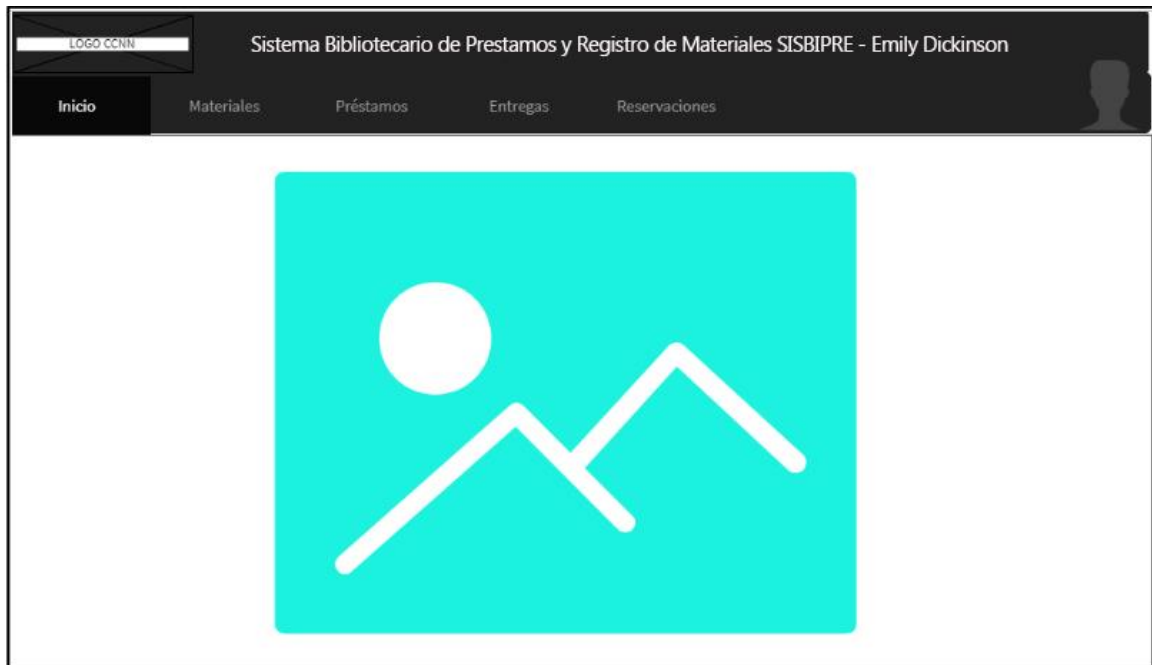 LOGO CCNN
Sistema Bibliotecario de Prestamos y Registro de Materiales SISBIPRE - Emily Dickinson
Inicio Materiales Préstamos Entregas Reservaciones